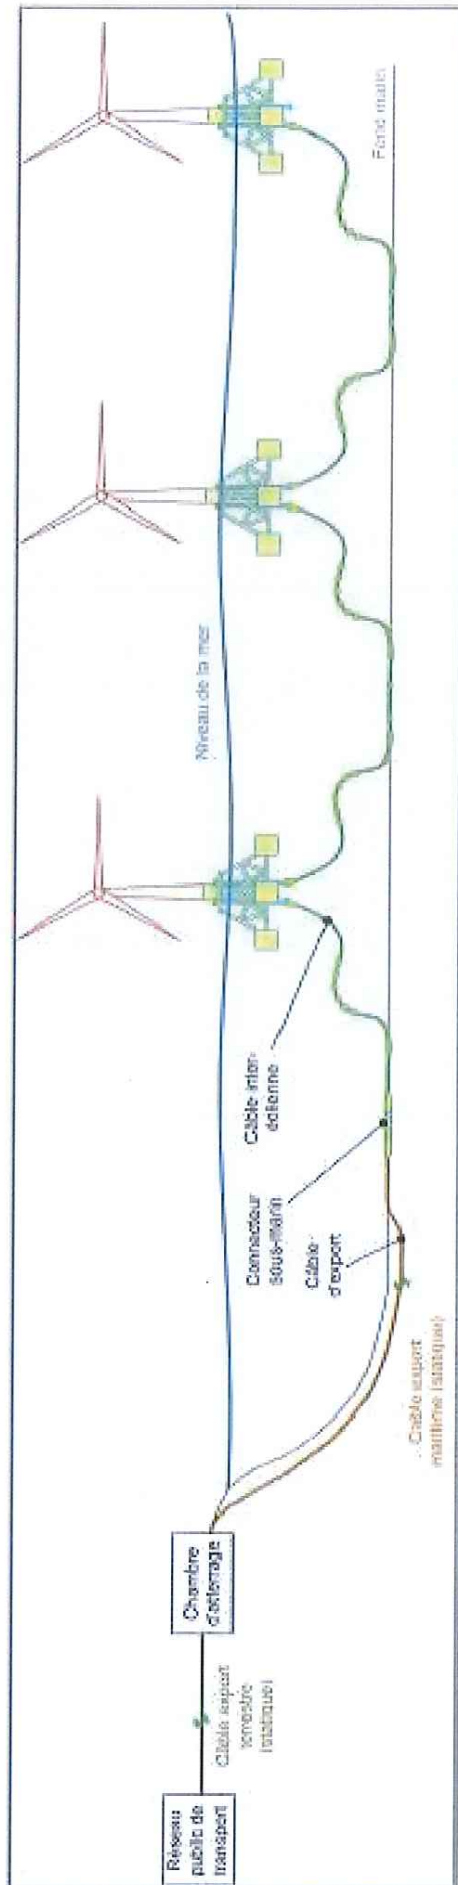 Réseau
public de
transport
Câble export
terrestre
(statique)
Chambre
d'atterrage
Câble export
maritime (statique)
Câble
d'export
Connecteur
sous-marin
Câble inter-
éolienne
Niveau de la mer
Fond marin